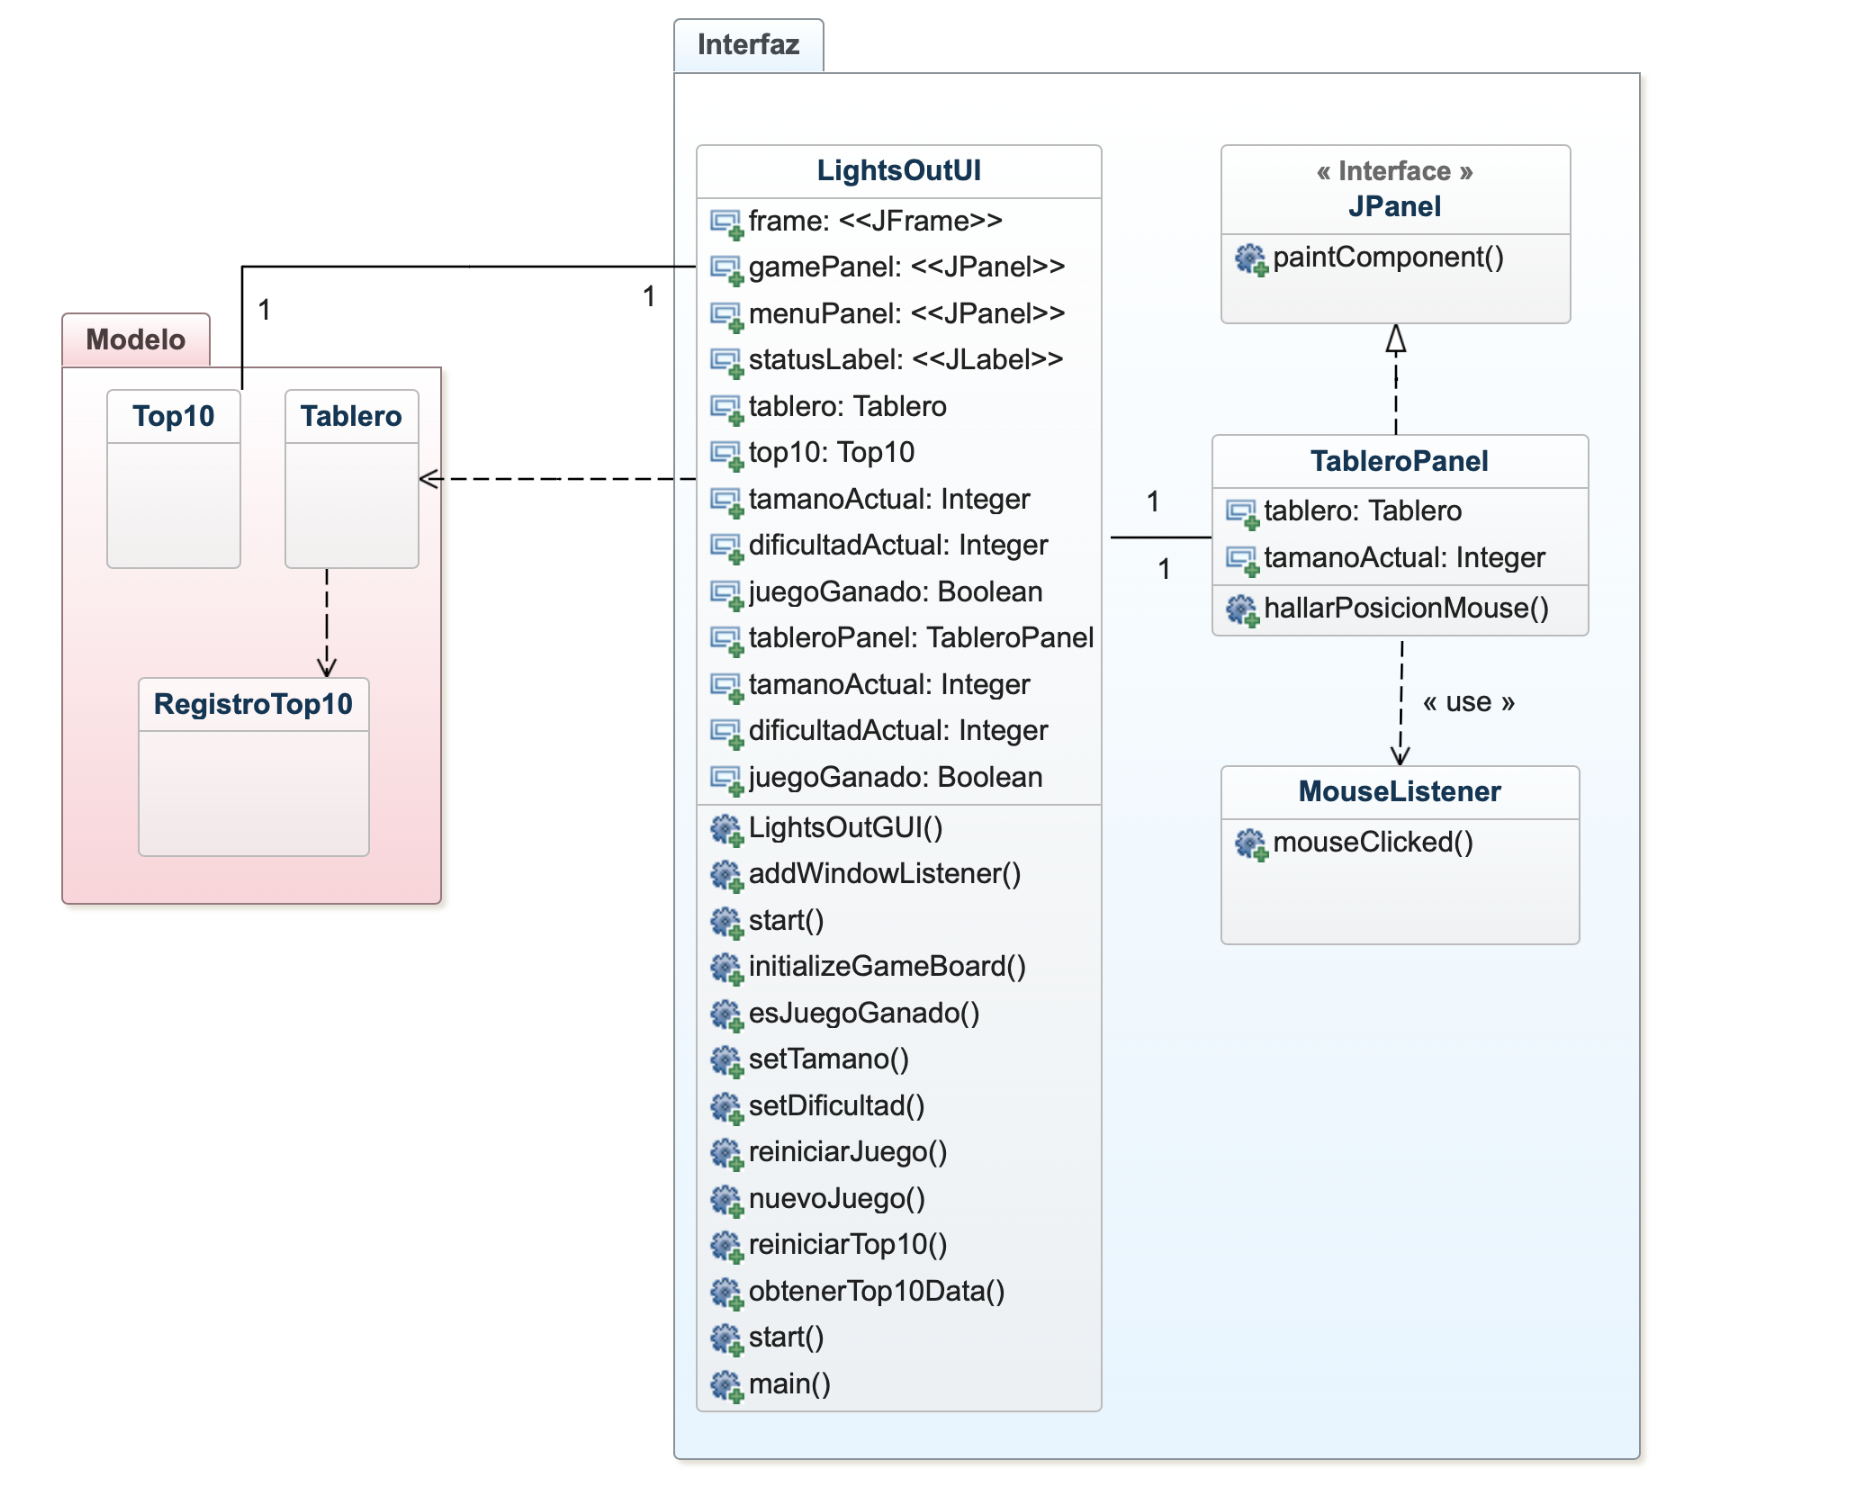 Interfaz
LightsOutUI
frame: <<JFrame>>
gamePanel: <<JPanel>>
menuPanel: <<JPanel>>
statusLabel: <<JLabel>>
tablero: Tablero
top10: Top10
tamanoActual: Integer
dificultadActual: Integer
juegoGanado: Boolean
tableroPanel: TableroPanel
tamanoActual: Integer
dificultadActual: Integer
juegoGanado: Boolean
LightsOutGUI()
addWindowListener()
start()
initializeGameBoard()
esJuegoGanado()
setTamano()
setDificultad()
reiniciarJuego()
nuevoJuego()
reiniciarTop10()
obtenerTop10Data()
start()
main()
« Interface »
JPanel
paintComponent()
TableroPanel
tablero: Tablero
tamanoActual: Integer
hallarPosicionMouse()
« use »
MouseListener
mouseClicked()
1
1
1
1
Modelo
Top10
Tablero
RegistroTop10